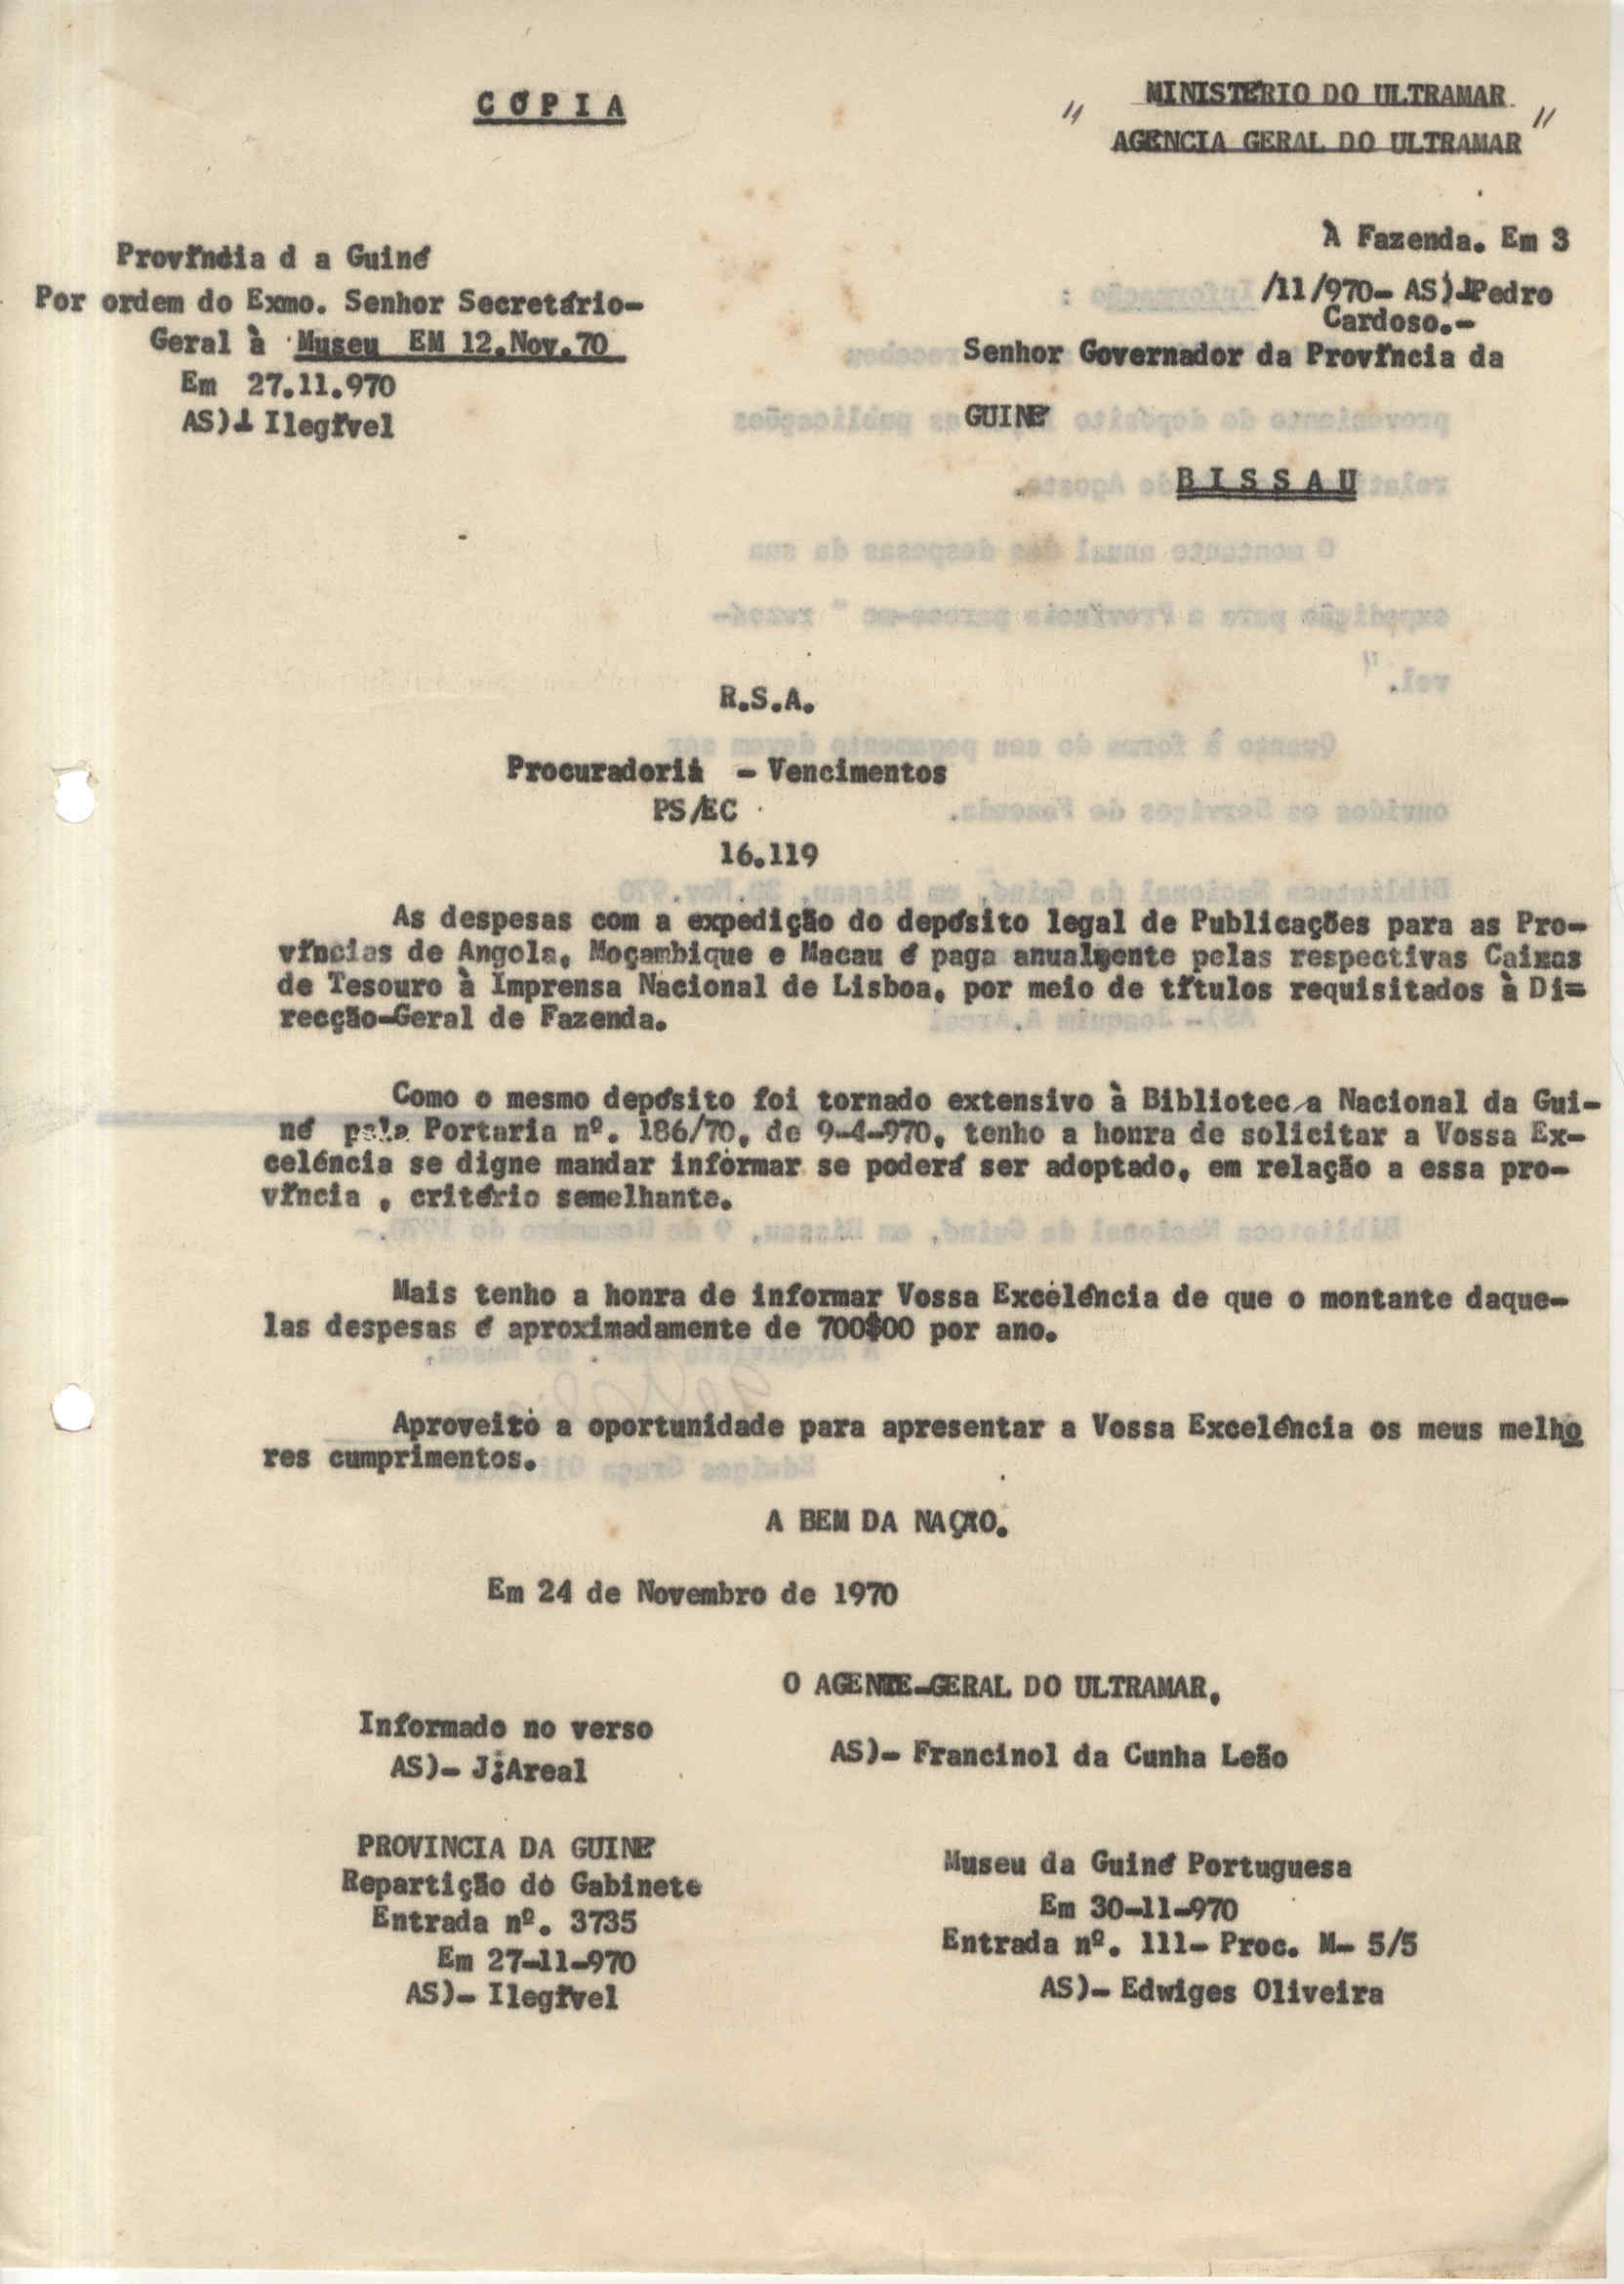 CÓPIA
" MINISTÉRIO DO ULTRAMAR
AGENCIA GERAL DO ULTRAMAR "
Província d a Guiné
Por ordem do Exmo. Senhor Secretário-
Geral à Museu EM 12.Nov.70
Em 27.11.970
AS)- Ilegível
À Fazenda. Em 3
/11/970- AS)-Pedro
Cardoso.-
Senhor Governador da Província da
GUINÉ
BISSAU
R.S.A.
Procuradoria - Vencimentos
PS/EC
16.119
As despesas com a expedição do depósito legal de Publicações para as Pro-
víncias de Angola, Moçambique e Macau é paga anualmente pelas respectivas Caixas
de Tesouro à Imprensa Nacional de Lisboa, por meio de títulos requisitados à Di=
recção-Geral de Fazenda.
Como o mesmo depósito foi tornado extensivo à Bibliotec a Nacional da Gui-
né pela Portaria nº. 186/70, de 9-4-970, tenho a honra de solicitar a Vossa Ex-
celéncia se digne mandar informar se poderá ser adoptado, em relação a essa pro-
víncia , critério semelhante.
Mais tenho a honra de informar Vossa Exceléncia de que o montante daque-
las despesas é aproximadamente de 700$00 por ano.
Aproveito a oportunidade para apresentar a Vossa Exceléncia os meus melho
res cumprimentos.
A BEM DA NAÇÃO.
Em 24 de Novembro de 1970
O AGENTE-GERAL DO ULTRAMAR,
Informado no verso
AS)- J.Areal
AS)- Francinol da Cunha Leão
PROVINCIA DA GUINÉ
Repartição do Gabinete
Entrada nº. 3735
Em 27-11-970
AS)- Ilegível
Museu da Guiné Portuguesa
Em 30-11-970
Entrada nº. 111- Proc. M- 5/5
AS)- Edwiges Oliveira